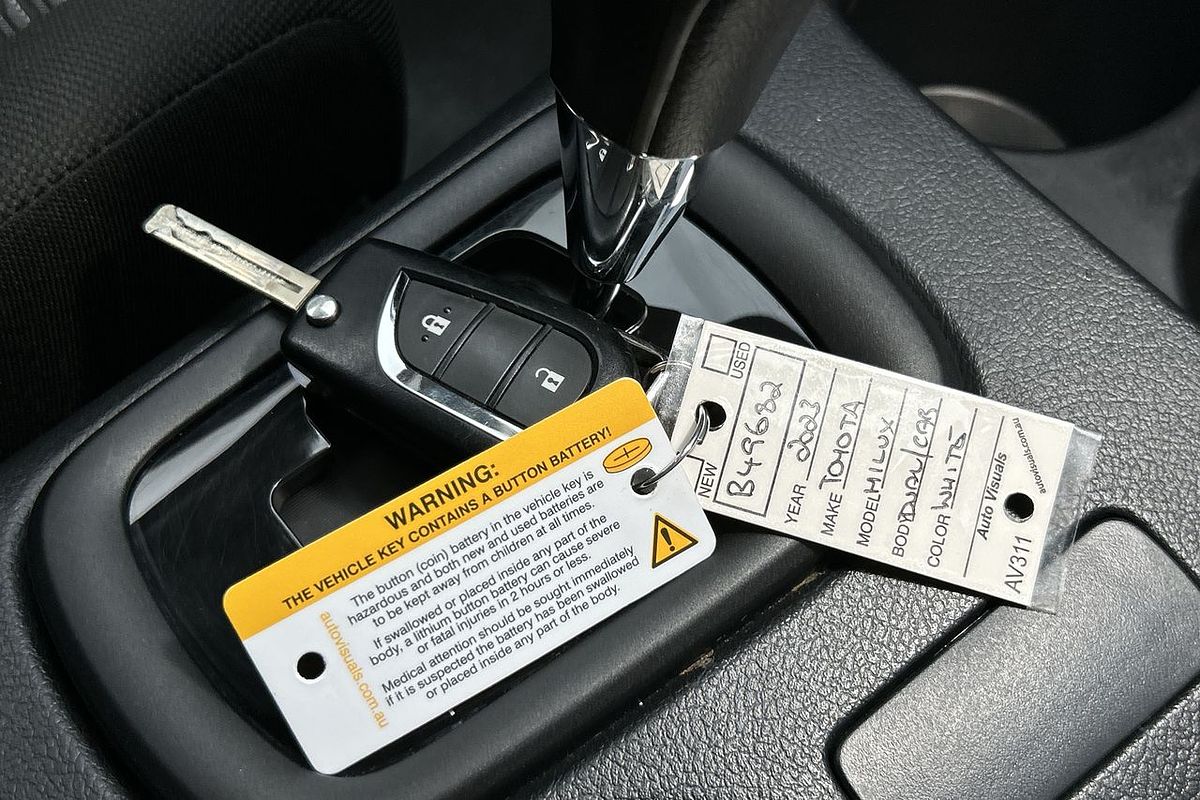 WARNING:
THE VEHICLE KEY CONTAINS A BUTTON BATTERY!
The button (coin) battery in the vehicle key is
hazardous and both new and used batteries are
to be kept away from children at all times.
If swallowed or placed inside any part of the
body, a lithium button battery can cause severe
or fatal injuries in 2 hours or less.
Medical attention should be sought immediately
if it is suspected the battery has been swallowed
or placed inside any part of the body.
autovisuals.com.au
NEW USED
B49682
YEAR 2023
MAKE TOYOTA
MODEL HILUX
BODY DUAL/CAB
COLOR WHITE
Auto Visuals
autovisuals.com.au
AV311